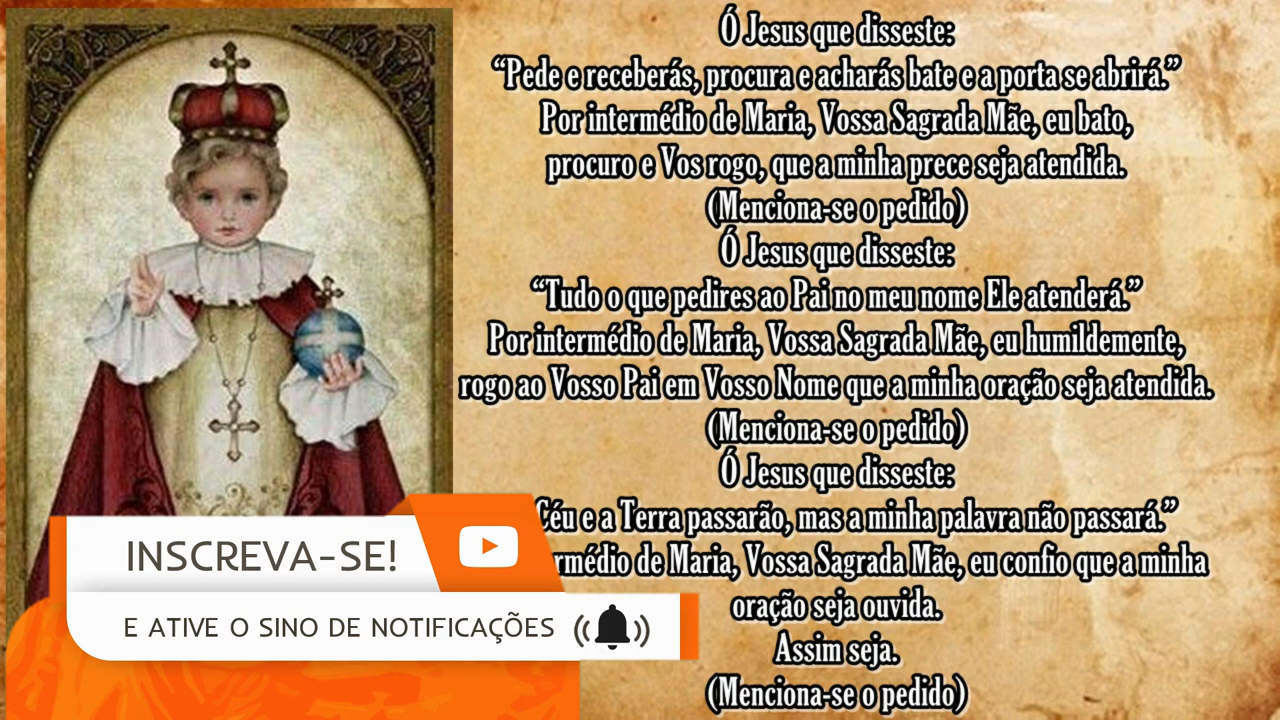 Ó Jesus que disseste:
“Pede e receberás, procura e acharás bate e a porta se abrirá.”
Por intermédio de Maria, Vossa Sagrada Mãe, eu bato,
procuro e Vos rogo, que a minha prece seja atendida.
(Menciona-se o pedido)
Ó Jesus que disseste:
“Tudo o que pedires ao Pai no meu nome Ele atenderá.”
Por intermédio de Maria, Vossa Sagrada Mãe, eu humildemente,
rogo ao Vosso Pai em Vosso Nome que a minha oração seja atendida.
(Menciona-se o pedido)
Ó Jesus que disseste:
Céu e a Terra passarão, mas a minha palavra não passará.”
de Maria, Vossa Sagrada Mãe, eu confio que a minha
oração seja ouvida.
Assim seja.
(Menciona-se o pedido)
INSCREVA-SE!
E ATIVE O SINO DE NOTIFICAÇÕES